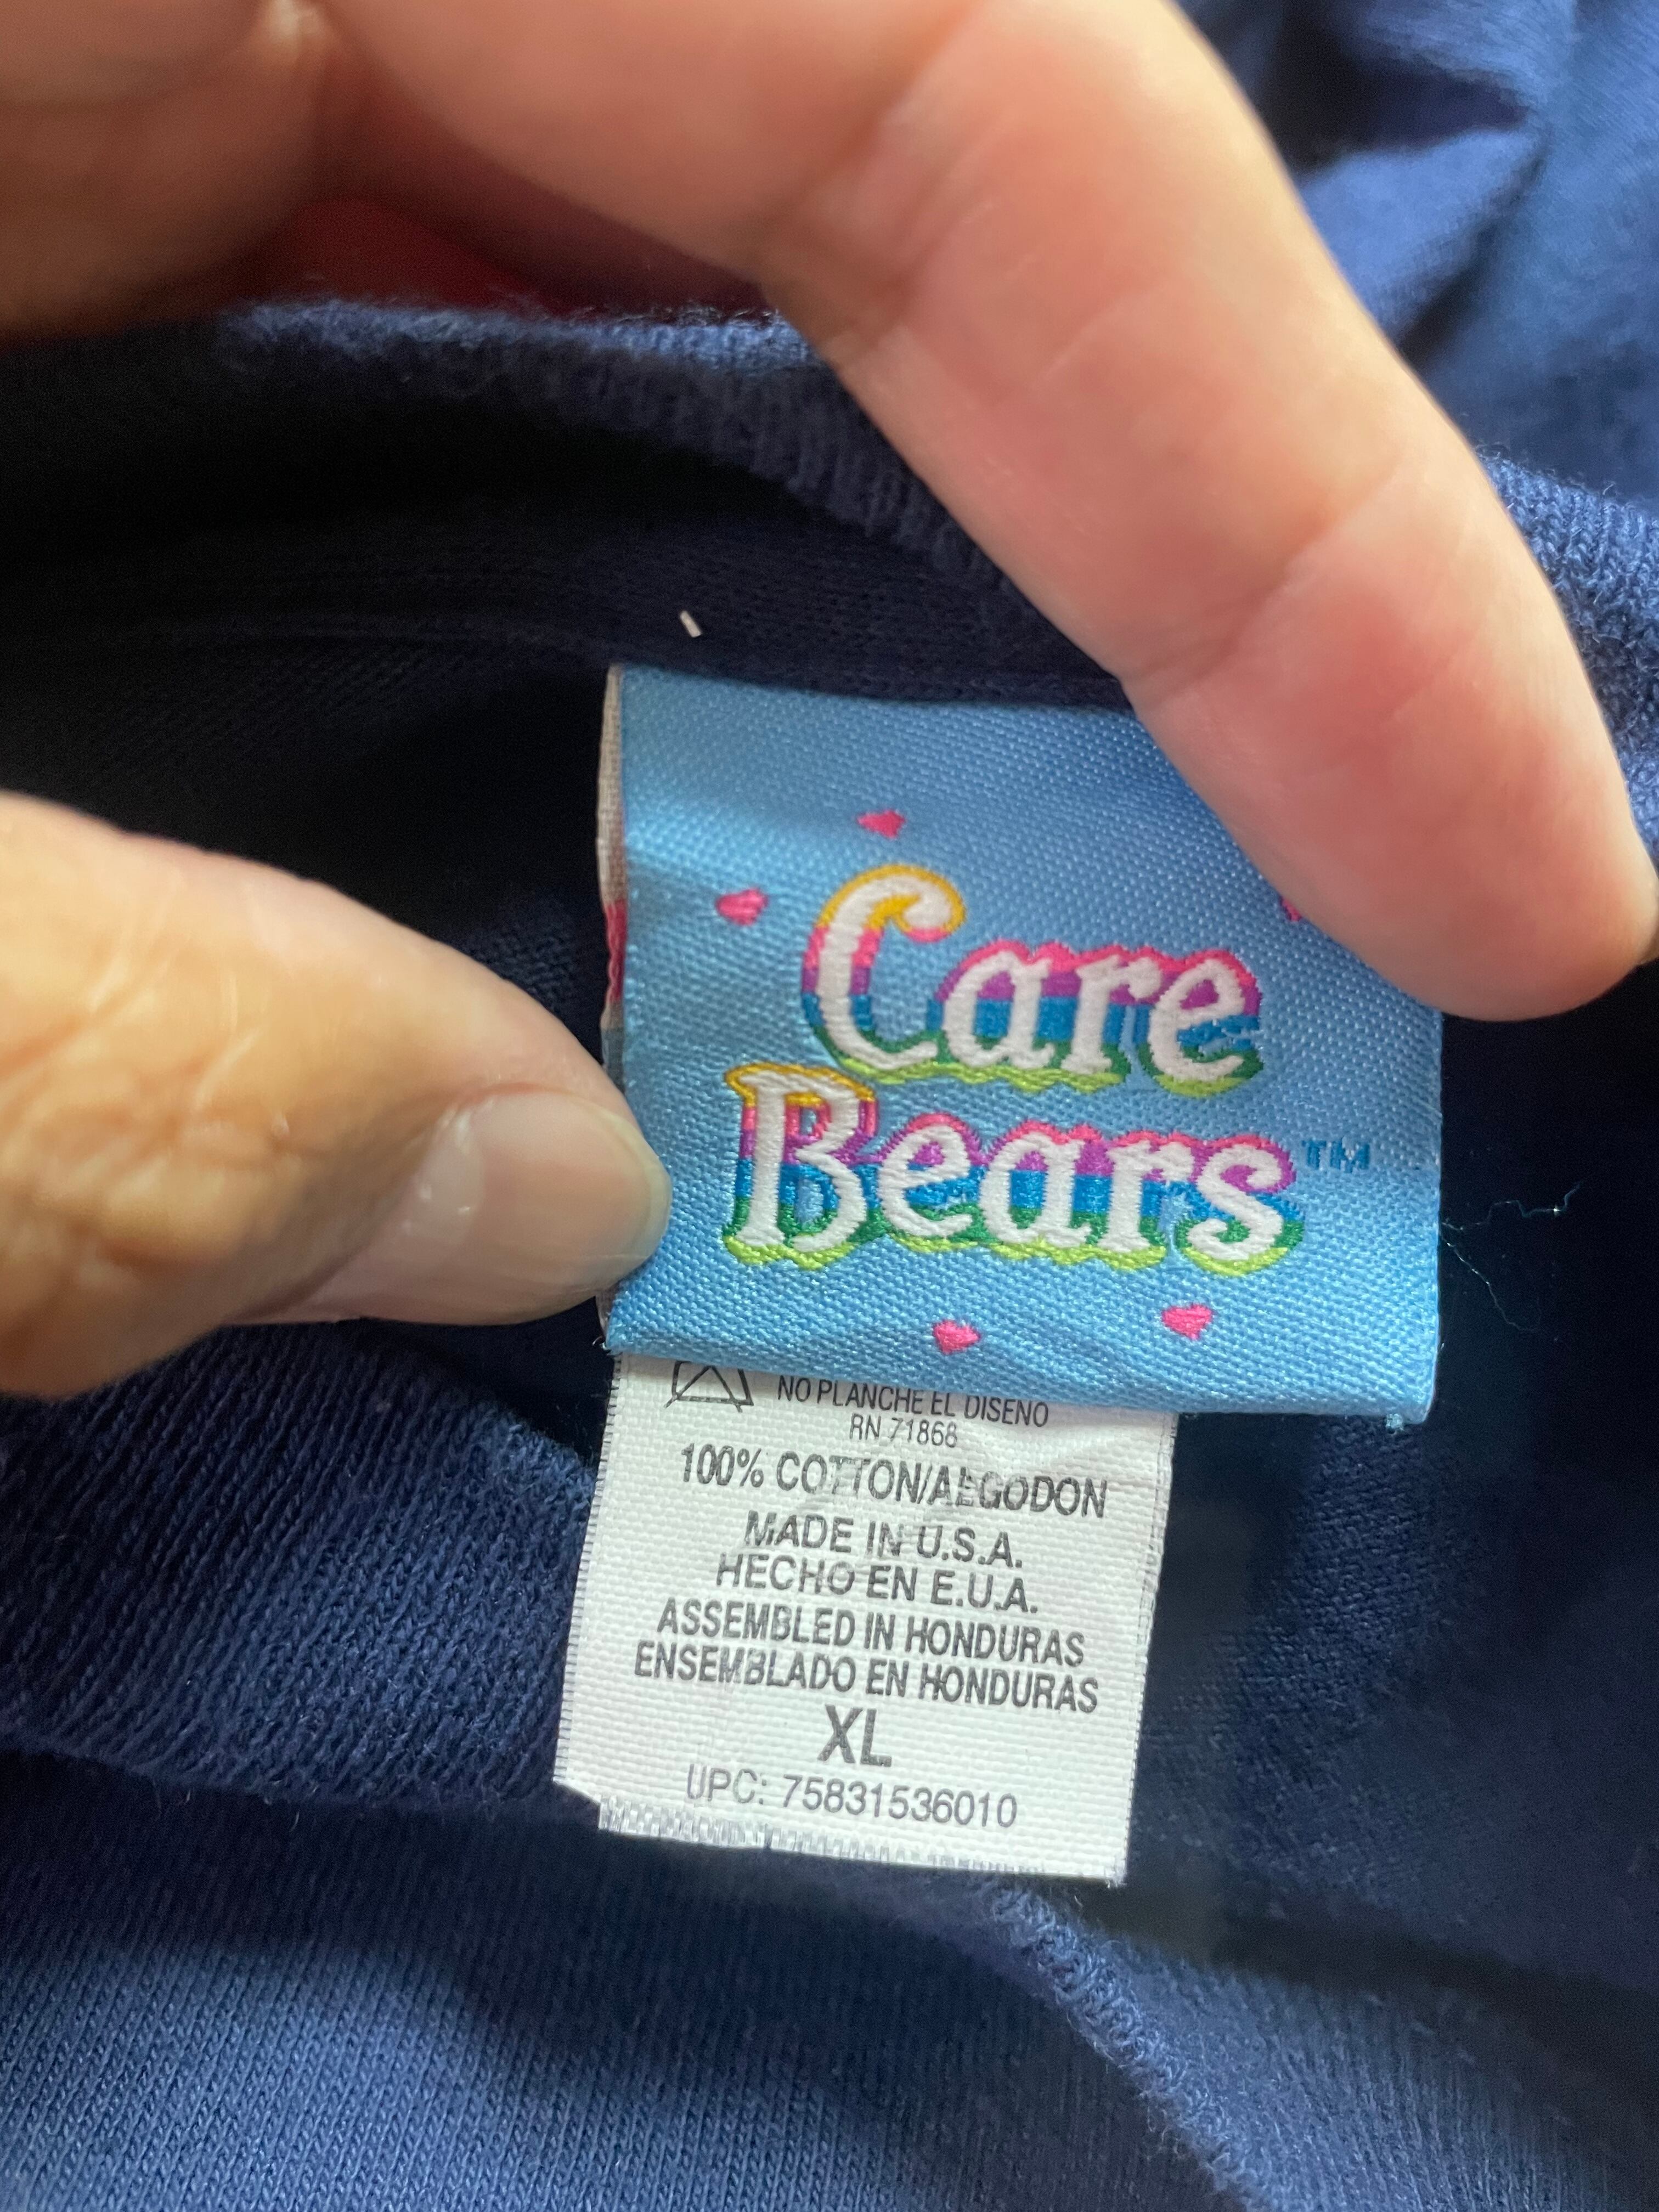 Care
Bears™
NO PLANCHE EL DISENO
RN 71868
100% COTTON/ALGODON
MADE IN U.S.A.
HECHO EN E.U.A.
ASSEMBLED IN HONDURAS
ENSEMBLADO EN HONDURAS
XL
UPC: 75831536010